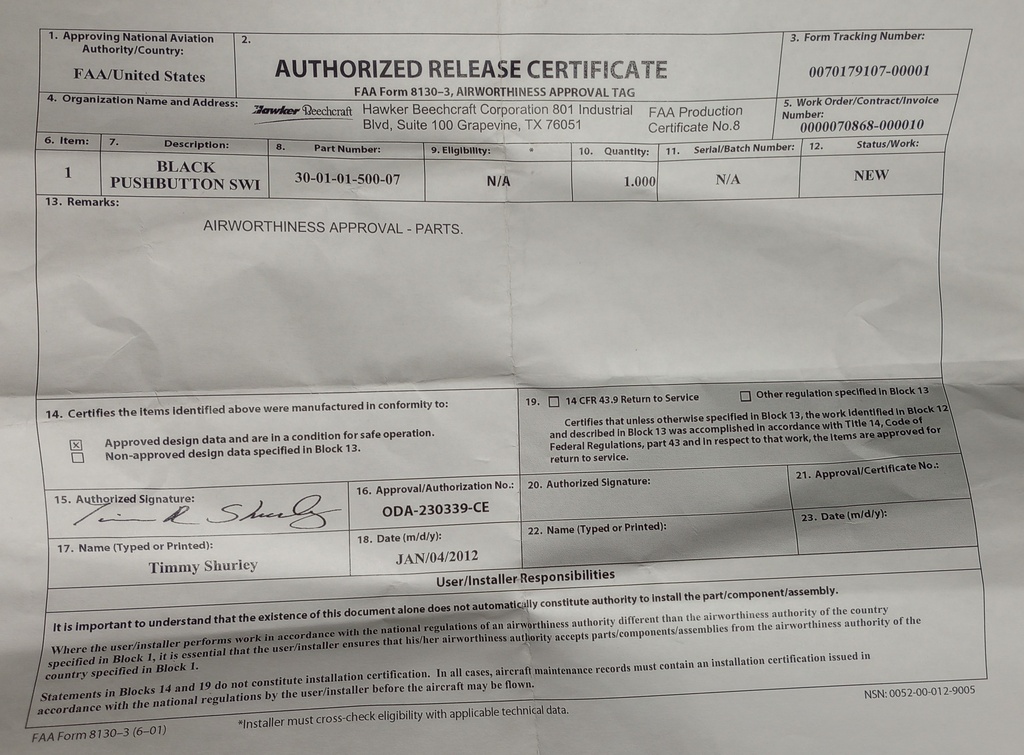 1. Approving National Aviation
Authority/Country:
FAA/United States
2.
AUTHORIZED RELEASE CERTIFICATE
FAA Form 8130–3, AIRWORTHINESS APPROVAL TAG
3. Form Tracking Number:
0070179107-00001
4. Organization Name and Address:
Hawker Beechcraft
Hawker Beechcraft Corporation 801 Industrial
Blvd, Suite 100 Grapevine, TX 76051
FAA Production
Certificate No.8
5. Work Order/Contract/Invoice
Number:
0000070868-000010
6. Item:
1
7. Description:
BLACK
PUSHBUTTON SWI
8. Part Number:
30-01-01-500-07
9. Eligibility: *
N/A
10. Quantity:
1.000
11. Serial/Batch Number:
N/A
12. Status/Work:
NEW
13. Remarks:
AIRWORTHINESS APPROVAL - PARTS.
14. Certifies the items identified above were manufactured in conformity to:
Approved design data and are in a condition for safe operation.
Non-approved design data specified in Block 13.
19. 14 CFR 43.9 Return to Service Other regulation specified in Block 13
Certifies that unless otherwise specified in Block 13, the work identified in Block 12
and described in Block 13 was accomplished in accordance with Title 14, Code of
Federal Regulations, part 43 and in respect to that work, the items are approved for
return to service.
15. Authorized Signature:
Timm R Shurley
16. Approval/Authorization No.:
ODA-230339-CE
20. Authorized Signature:
21. Approval/Certificate No.:
17. Name (Typed or Printed):
Timmy Shurley
18. Date (m/d/y):
JAN/04/2012
22. Name (Typed or Printed):
23. Date (m/d/y):
User/Installer Responsibilities
It is important to understand that the existence of this document alone does not automatically constitute authority to install the part/component/assembly.
Where the user/installer performs work in accordance with the national regulations of an airworthiness authority different than the airworthiness authority of the country
specified in Block 1, it is essential that the user/installer ensures that his/her airworthiness authority accepts parts/components/assemblies from the airworthiness authority of the
country specified in Block 1.
Statements in Blocks 14 and 19 do not constitute installation certification. In all cases, aircraft maintenance records must contain an installation certification issued in
accordance with the national regulations by the user/installer before the aircraft may be flown.
FAA Form 8130–3 (6–01)
*Installer must cross-check eligibility with applicable technical data.
NSN: 0052-00-012-9005